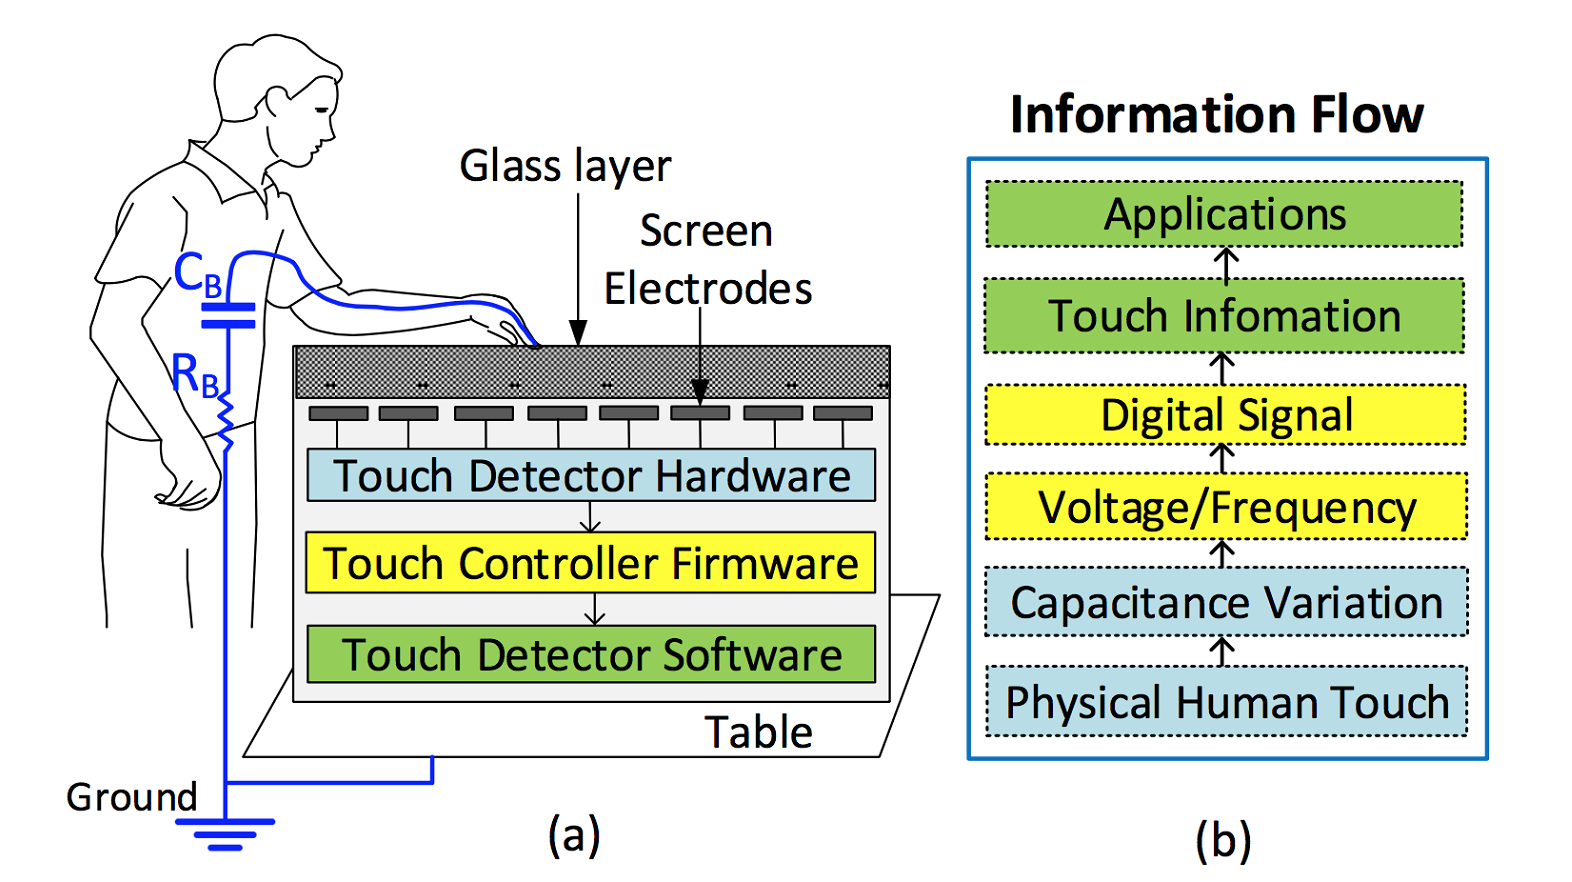 Glass layer
Screen
Electrodes
C_B
R_B
Touch Detector Hardware
Touch Controller Firmware
Touch Detector Software
Table
Ground
(a)
Information Flow
Applications
Touch Infomation
Digital Signal
Voltage/Frequency
Capacitance Variation
Physical Human Touch
(b)